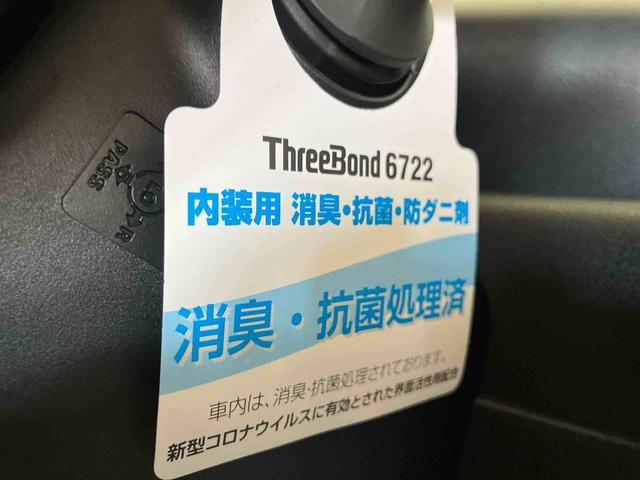 ThreeBond 6722
内装用 消臭・抗菌・防ダニ剤
消臭・抗菌処理済
車内は、消臭・抗菌処理されております。
新型コロナウイルスに有効とされた界面活性剤配合
PASS